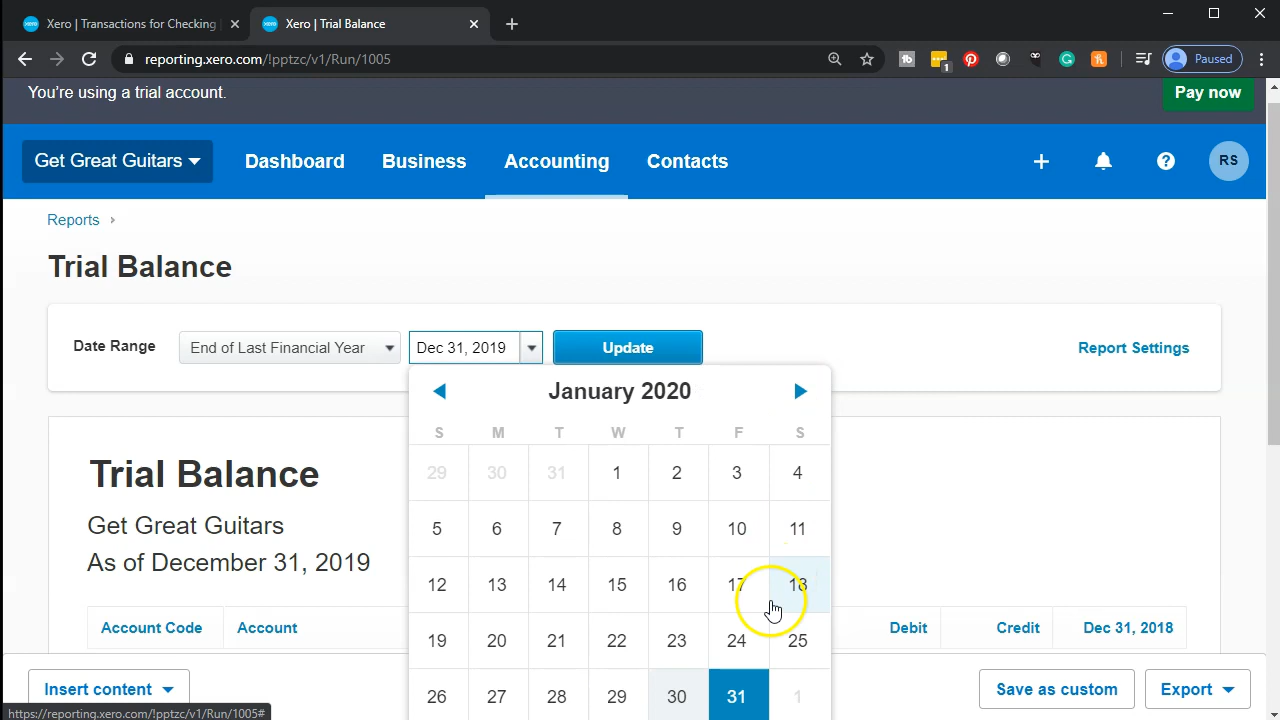 Xero | Transactions for Checking
Xero | Trial Balance
reporting.xero.com/!pptzc/v1/Run/1005
1
Paused
You're using a trial account.
Pay now
Get Great Guitars
Dashboard
Business
Accounting
Contacts
RS
Reports
Trial Balance
Date Range
End of Last Financial Year
Dec 31, 2019
Update
Report Settings
January 2020
S M T W T F S
29 30 31 1 2 3 4
5 6 7 8 9 10 11
12 13 14 15 16 17 18
19 20 21 22 23 24 25
26 27 28 29 30 31 1
Trial Balance
Get Great Guitars
As of December 31, 2019
Account Code
Account
Debit
Credit
Dec 31, 2018
Insert content
Save as custom
Export
https://reporting.xero.com/!pptzc/v1/Run/1005#